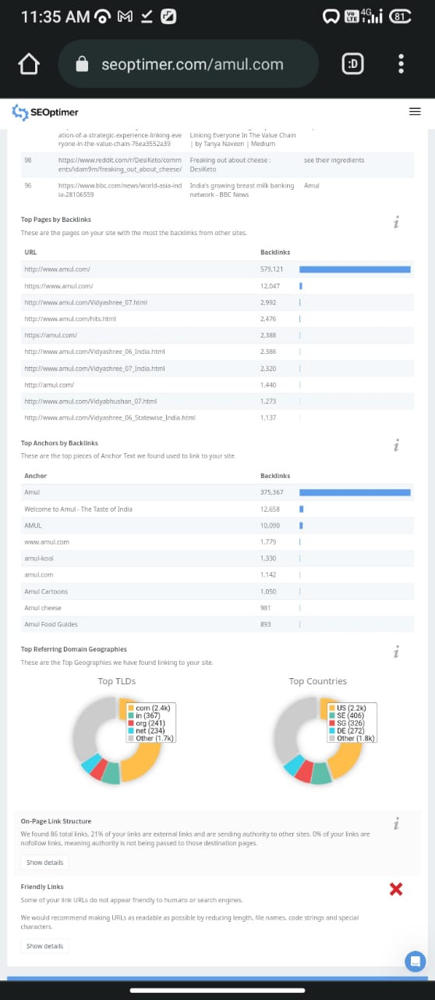 11:35 AM
Vo LTE 4G 81
seoptimer.com/amul.com
:D
SEOptimer
ation-of-a-strategic-experience-linking-eve Linking Everyone In The Value Chain
ryone-in-the-value-chain-76ea3552a39 | by Tanya Naveen | Medium
98 https://www.reddit.com/r/DesiKeto/comm Freaking out about cheese : see their ingredients
ents/idam9m/freaking_out_about_cheese/ DesiKeto
96 https://www.bbc.com/news/world-asia-ind India's growing breast milk banking Amul
ia-28106559 network - BBC News
Top Pages by Backlinks
These are the pages on your site with the most the backlinks from other sites.
URL Backlinks
http://www.amul.com/ 579,121
https://www.amul.com/ 12,047
http://www.amul.com/Vidyashree_07.html 2,992
http://www.amul.com/hits.html 2,476
https://amul.com/ 2,388
http://www.amul.com/Vidyashree_06_India.html 2,386
http://www.amul.com/Vidyashree_07_India.html 2,320
http://amul.com/ 1,440
http://www.amul.com/Vidyabhushan_07.html 1,273
http://www.amul.com/Vidyashree_06_Statewise_India.html 1,137
Top Anchors by Backlinks
These are the top pieces of Anchor Text we found used to link to your site.
Anchor Backlinks
Amul 375,367
Welcome to Amul - The Taste of India 12,658
AMUL 10,090
www.amul.com 1,779
amul-kool 1,330
amul.com 1,142
Amul Cartoons 1,050
Amul cheese 981
Amul Food Guides 893
Top Referring Domain Geographies
These are the Top Geographies we have found linking to your site.
Top TLDs Top Countries
com (2.4k) US (2.2k)
in (367) SE (406)
org (241) SG (326)
net (234) DE (272)
Other (1.7k) Other (1.8k)
On-Page Link Structure
We found 86 total links. 21% of your links are external links and are sending authority to other sites. 0% of your links are
nofollow links, meaning authority is not being passed to those destination pages.
Show details
Friendly Links
Some of your link URLs do not appear friendly to humans or search engines.
We would recommend making URLs as readable as possible by reducing length, file names, code strings and special
characters.
Show details